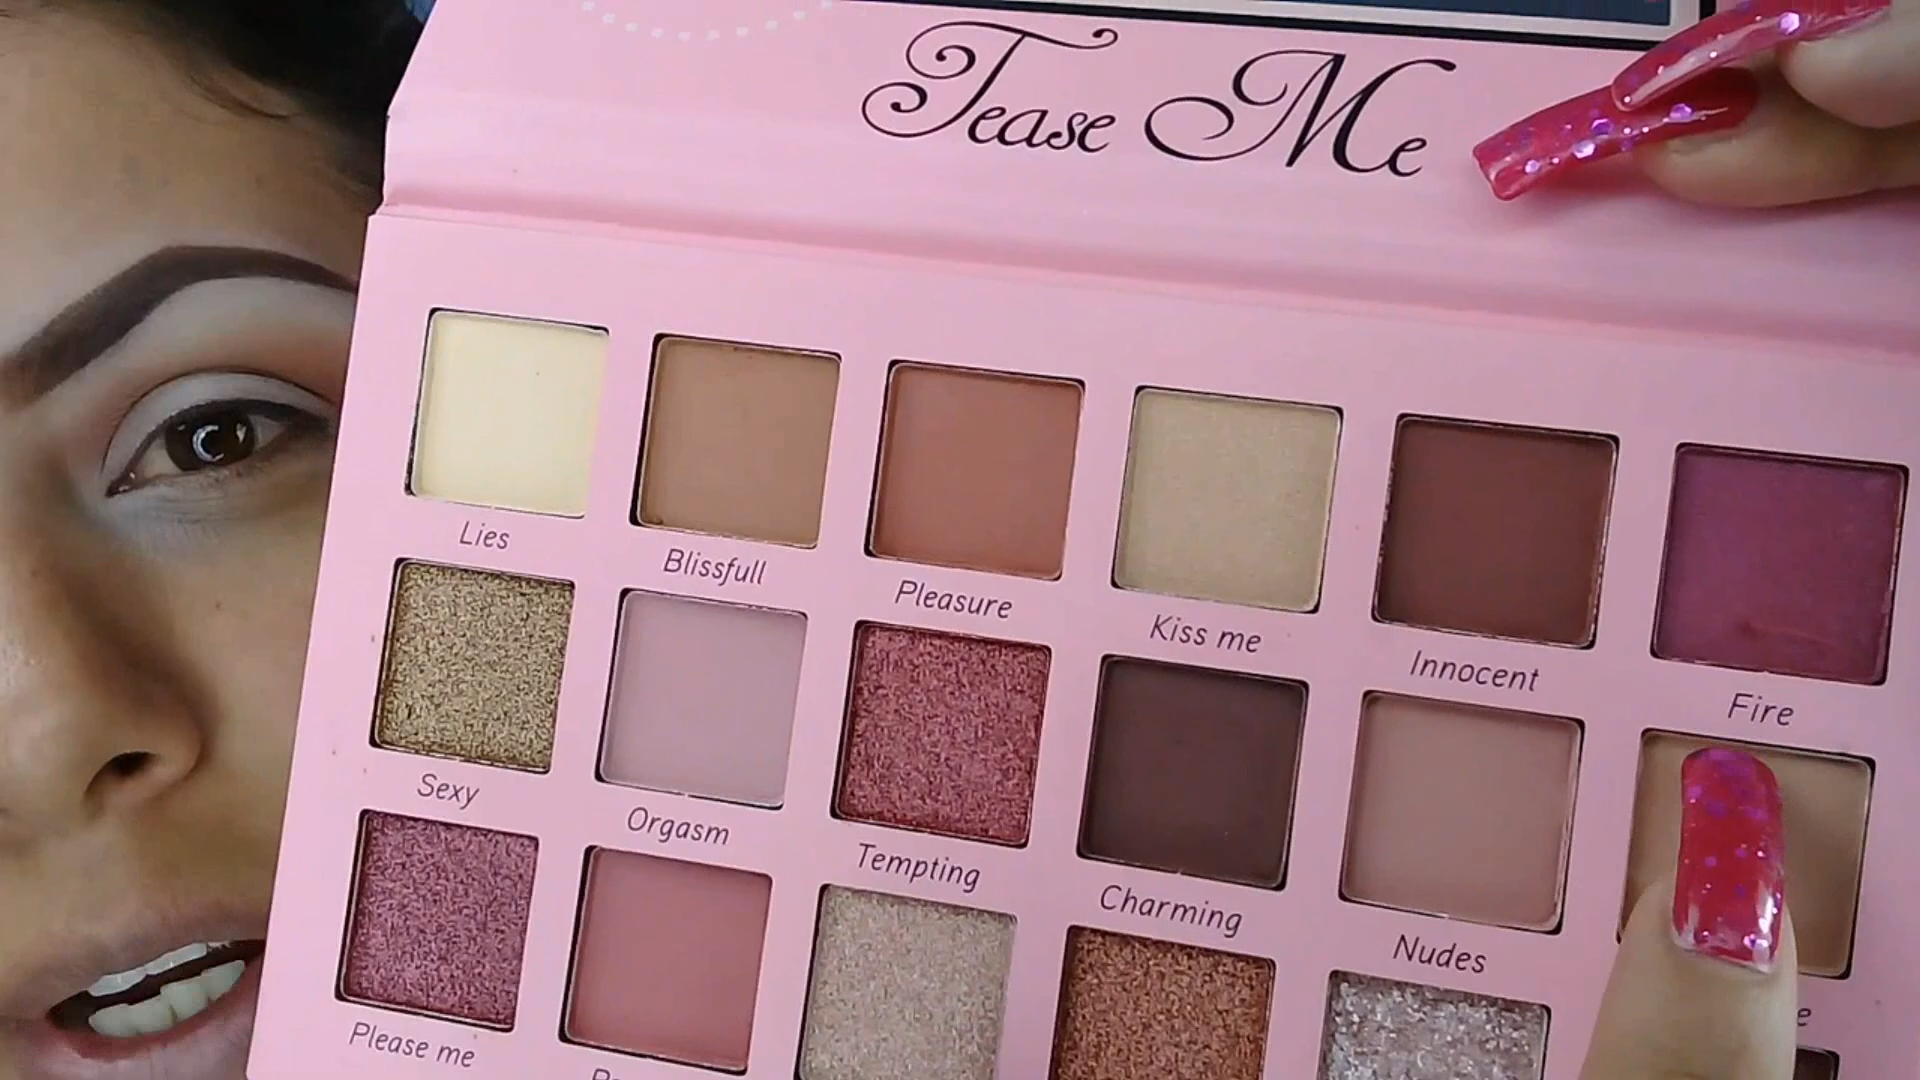 Tease Me
Lies
Blissfull
Pleasure
Kiss me
Innocent
Fire
Sexy
Orgasm
Tempting
Charming
Nudes
Please me